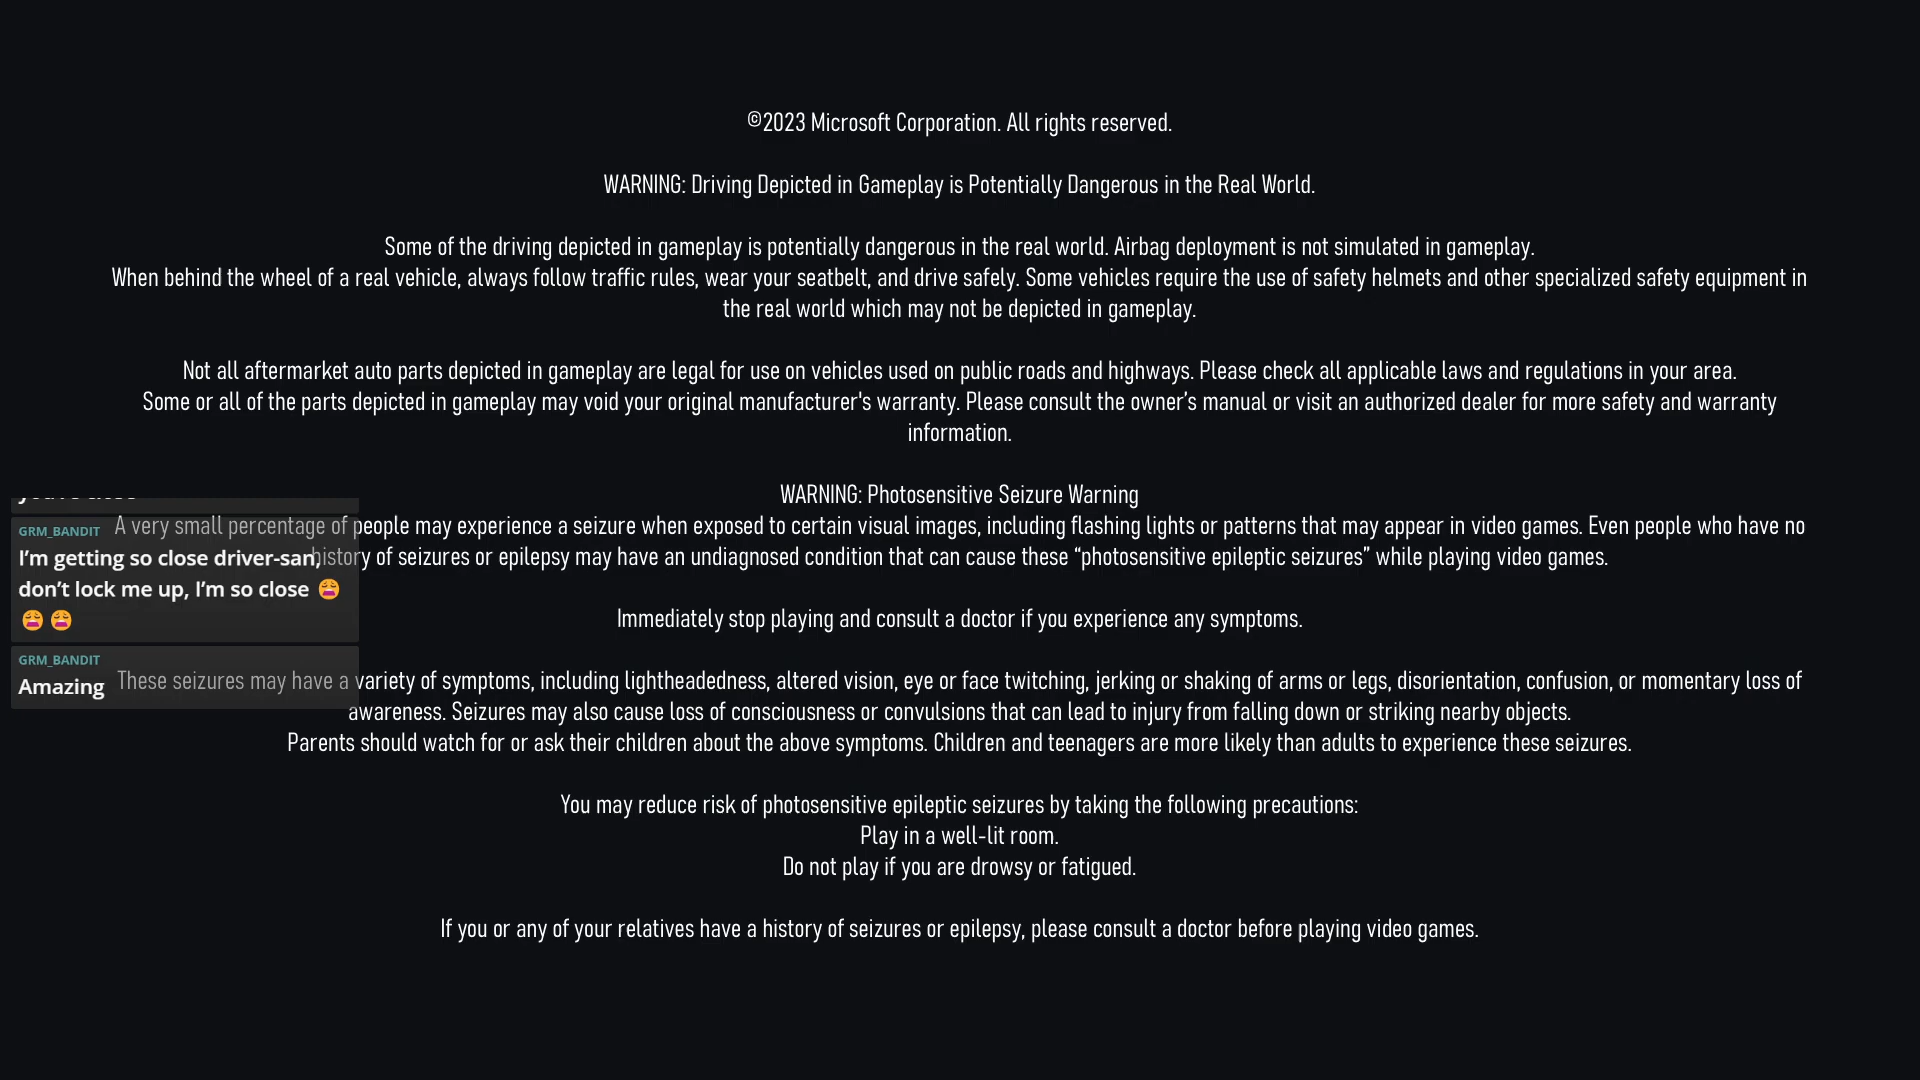 ©2023 Microsoft Corporation. All rights reserved.
WARNING: Driving Depicted in Gameplay is Potentially Dangerous in the Real World.
Some of the driving depicted in gameplay is potentially dangerous in the real world. Airbag deployment is not simulated in gameplay.
When behind the wheel of a real vehicle, always follow traffic rules, wear your seatbelt, and drive safely. Some vehicles require the use of safety helmets and other specialized safety equipment in
the real world which may not be depicted in gameplay.
Not all aftermarket auto parts depicted in gameplay are legal for use on vehicles used on public roads and highways. Please check all applicable laws and regulations in your area.
Some or all of the parts depicted in gameplay may void your original manufacturer's warranty. Please consult the owner’s manual or visit an authorized dealer for more safety and warranty
information.
WARNING: Photosensitive Seizure Warning
A very small percentage of people may experience a seizure when exposed to certain visual images, including flashing lights or patterns that may appear in video games. Even people who have no
history of seizures or epilepsy may have an undiagnosed condition that can cause these “photosensitive epileptic seizures” while playing video games.
Immediately stop playing and consult a doctor if you experience any symptoms.
These seizures may have a variety of symptoms, including lightheadedness, altered vision, eye or face twitching, jerking or shaking of arms or legs, disorientation, confusion, or momentary loss of
awareness. Seizures may also cause loss of consciousness or convulsions that can lead to injury from falling down or striking nearby objects.
Parents should watch for or ask their children about the above symptoms. Children and teenagers are more likely than adults to experience these seizures.
You may reduce risk of photosensitive epileptic seizures by taking the following precautions:
Play in a well-lit room.
Do not play if you are drowsy or fatigued.
If you or any of your relatives have a history of seizures or epilepsy, please consult a doctor before playing video games.
GRM_BANDIT
I’m getting so close driver-san,
don’t lock me up, I’m so close 😩
😩 😩
GRM_BANDIT
Amazing